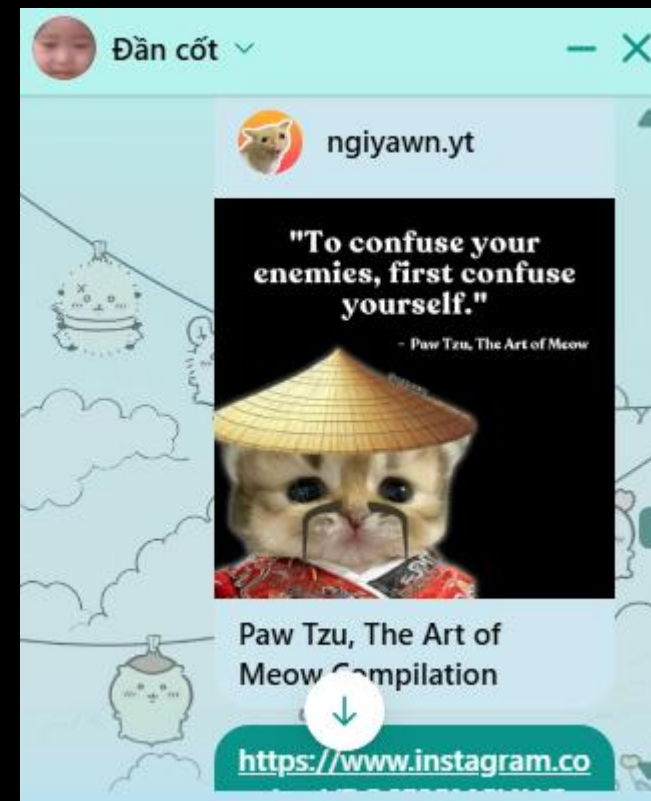 Đần cốt
ngiyawn.yt
"To confuse your
enemies, first confuse
yourself."
- Paw Tzu, The Art of Meow
Paw Tzu, The Art of
Meow Compilation
https://www.instagram.co